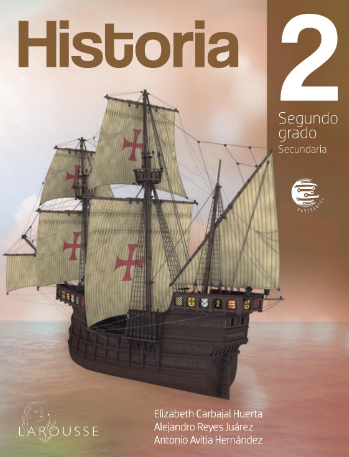 Historia
2
Segundo
grado
Secundaria
Elizabeth Carbajal Huerta
Alejandro Reyes Juárez
Antonio Avitia Hernández
LAROUSSE